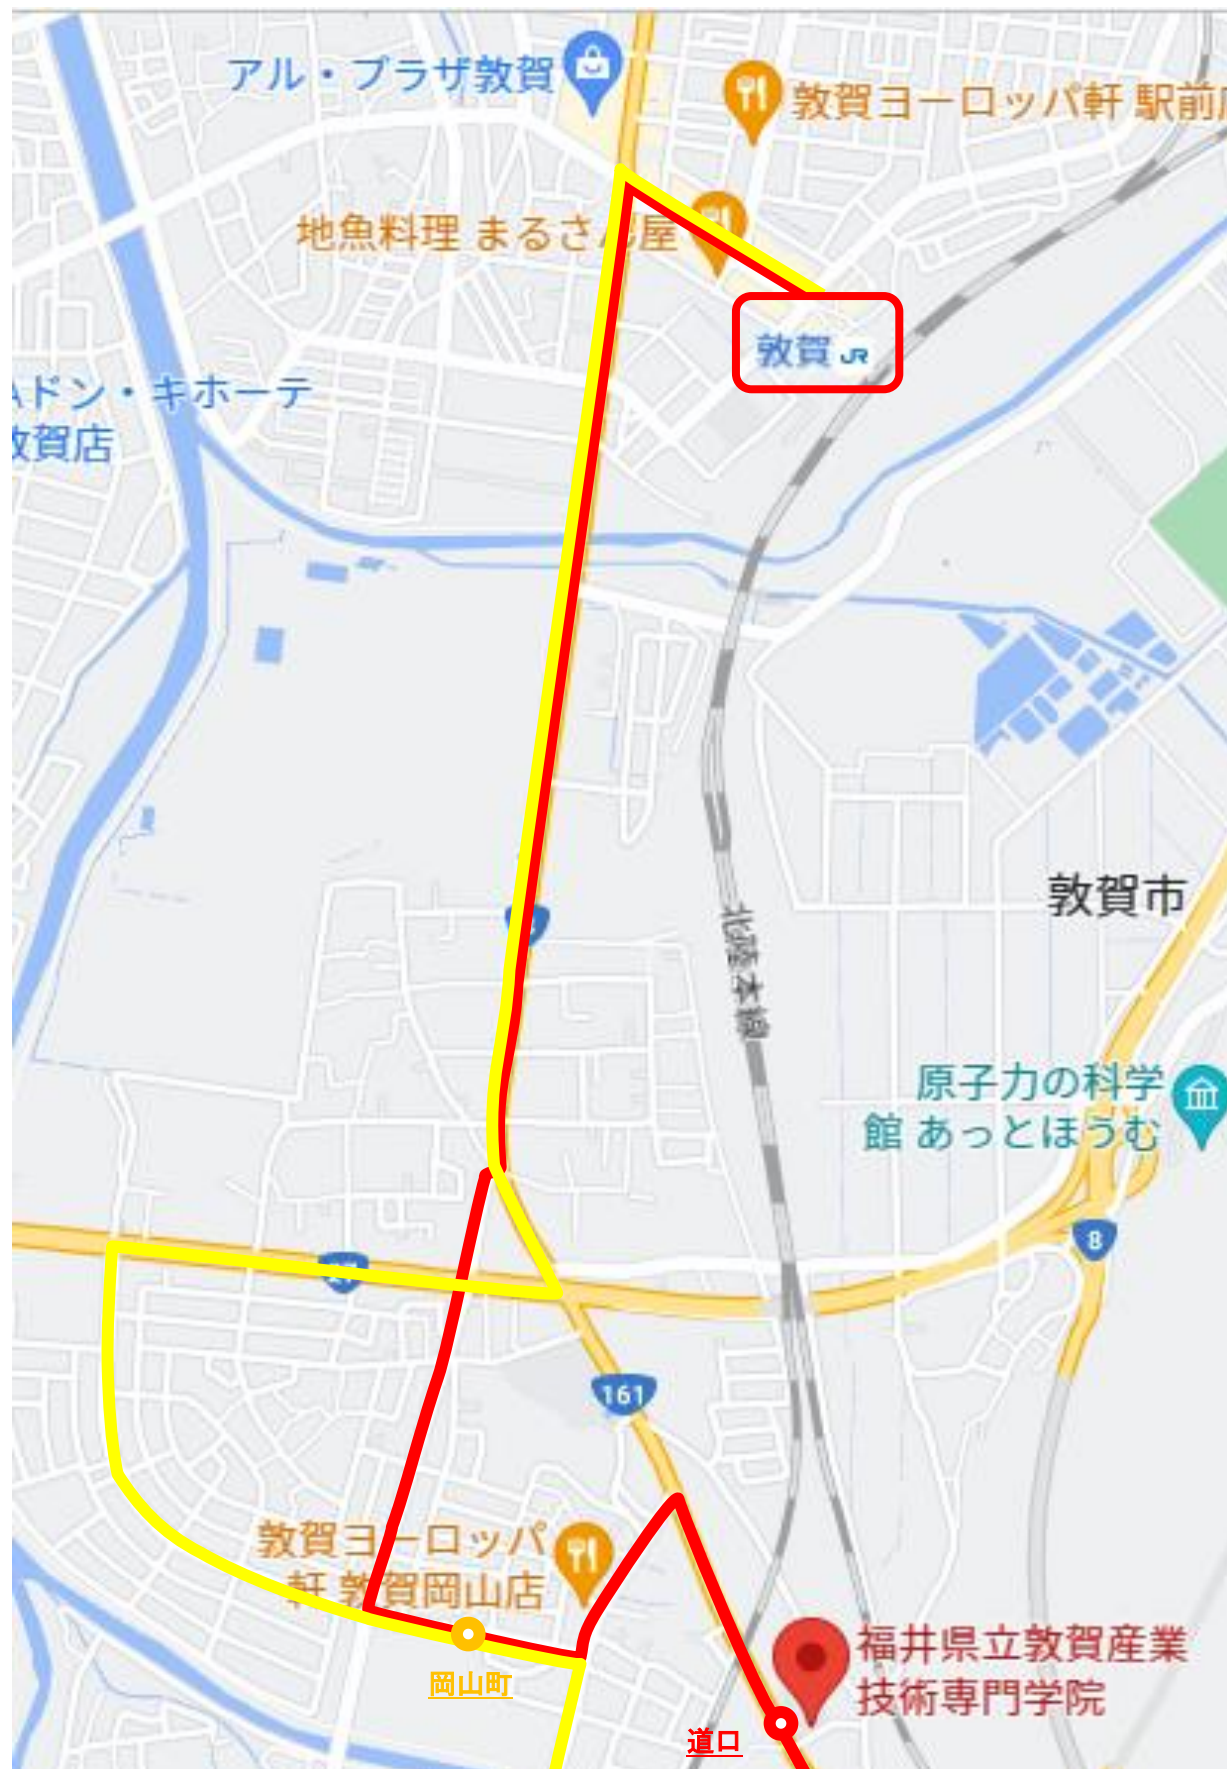 アル・プラザ敦賀
敦賀ヨーロッパ軒 駅前
地魚料理 まるさん屋
敦賀 JR
ドン・キホーテ
敦賀店
敦賀市
北陸本線
原子力の科学
館 あっとほうむ
8
27
161
敦賀ヨーロッパ
軒 敦賀岡山店
福井県立敦賀産業
技術専門学院
岡山町
道口